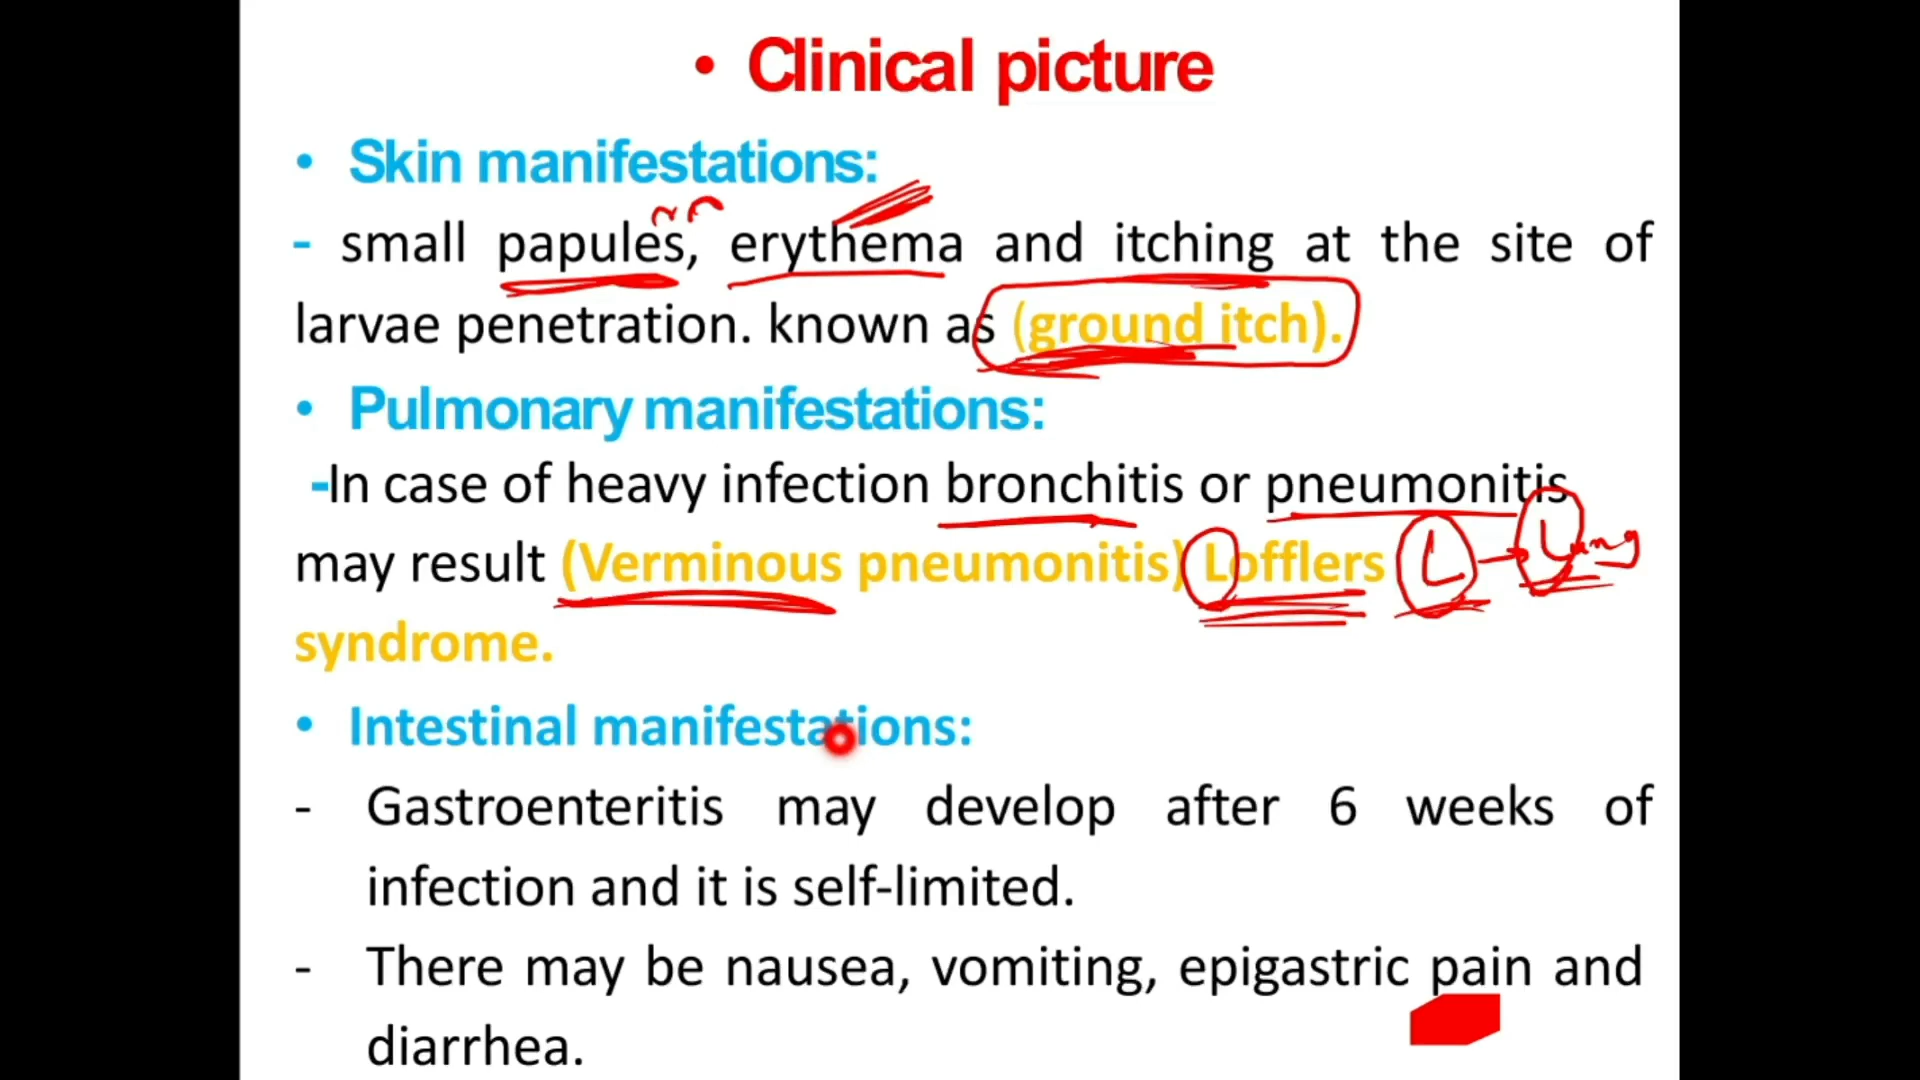 • Clinical picture
• Skin manifestations:
- small papules, erythema and itching at the site of
larvae penetration. known as (ground itch).
• Pulmonary manifestations:
-In case of heavy infection bronchitis or pneumonitis
may result (Verminous pneumonitis) Lofflers L Lung
syndrome.
• Intestinal manifestations:
- Gastroenteritis may develop after 6 weeks of
infection and it is self-limited.
- There may be nausea, vomiting, epigastric pain and
diarrhea.